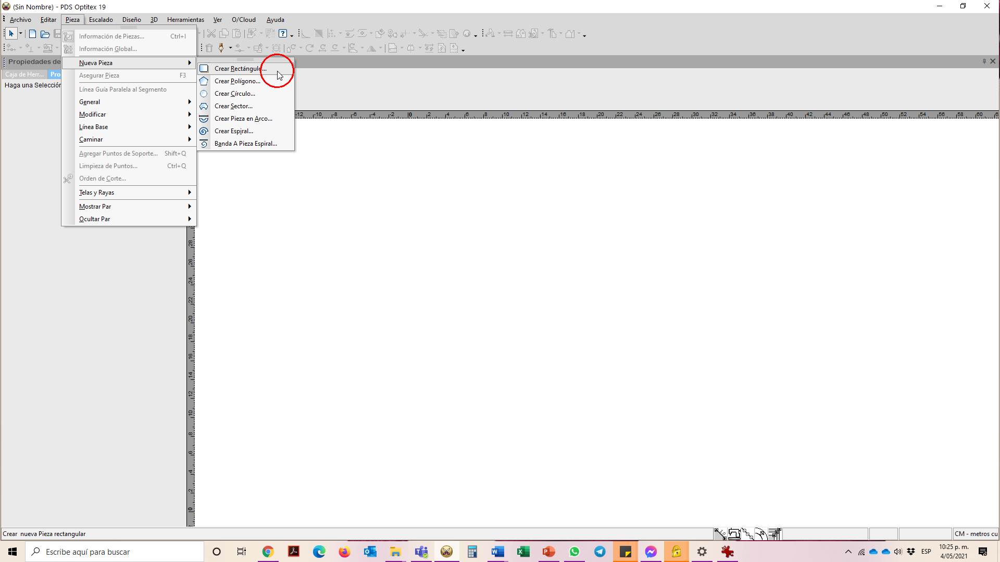 (Sin Nombre) - PDS Optitex 19
Archivo Editar Pieza Escalado Diseño 3D Herramientas Ver O/Cloud Ayuda
Información de Piezas... Ctrl+I
Información Global...
Propiedades de
Nueva Pieza
Caja de Herr... Pro
Asegurar Pieza F3
Haga una Selección
Línea Guía Paralela al Segmento
General
Modificar
Línea Base
Caminar
Agregar Puntos de Soporte... Shift+Q
Limpieza de Puntos... Ctrl+Q
Orden de Corte...
Telas y Rayas
Mostrar Par
Ocultar Par
Crear Rectángulo...
Crear Polígono...
Crear Círculo...
Crear Sector...
Crear Pieza en Arco...
Crear Espiral...
Banda A Pieza Espiral...
-12 -10 -8 -6 -4 -2 0 2 4 6 8 10 12 14 16 18 20 22 24 26 28 30 32 34 36 38 40 42 44 46 48 50 52 54 56 58 60 6
28
26
24
22
20
18
16
14
12
10
8
6
4
2
0
Crear nueva Pieza rectangular
CM - metros cu
Escribe aquí para buscar
ESP
10:25 p. m.
4/05/2021